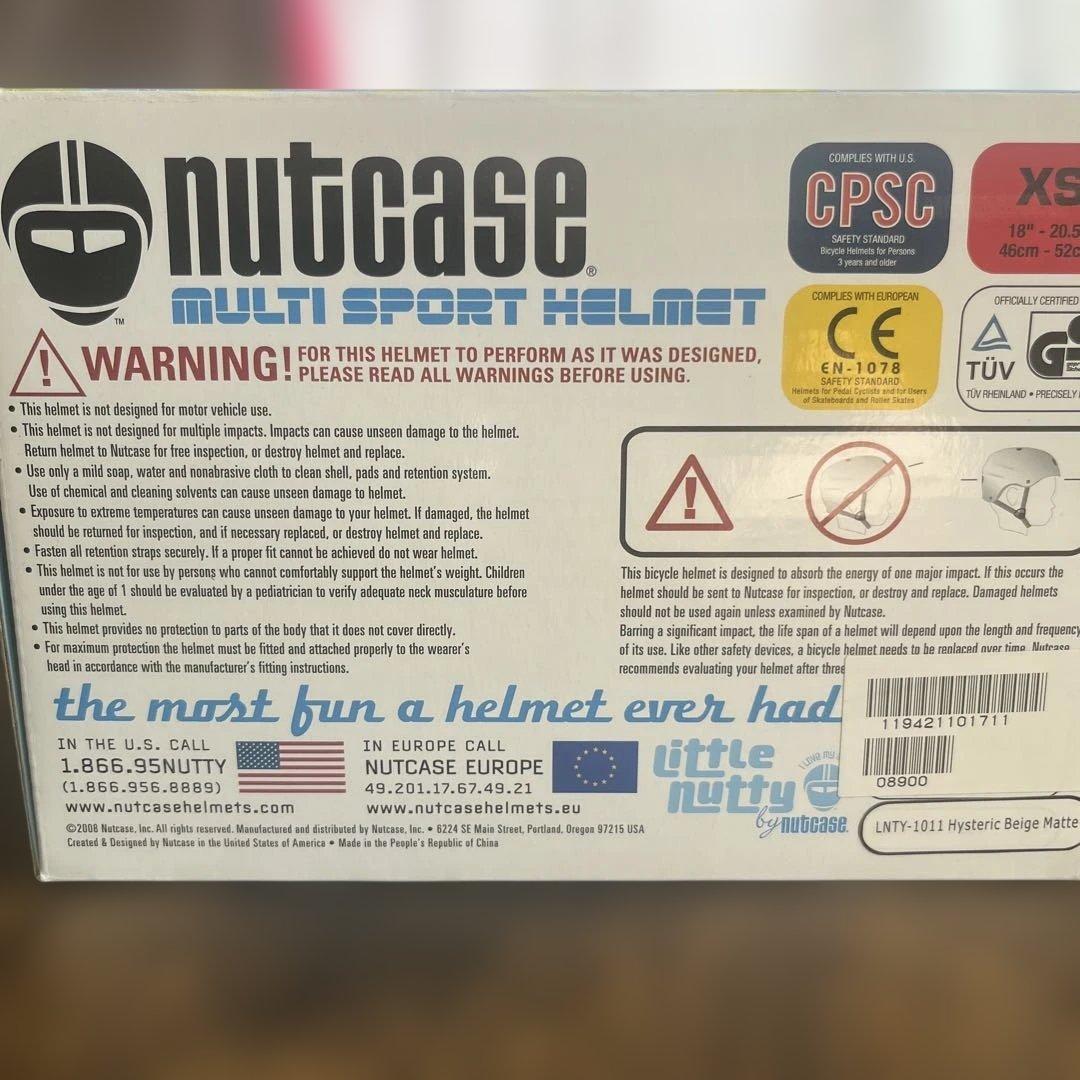 nutcase®
MULTI SPORT HELMET
TM
WARNING! FOR THIS HELMET TO PERFORM AS IT WAS DESIGNED,
PLEASE READ ALL WARNINGS BEFORE USING.
• This helmet is not designed for motor vehicle use.
• This helmet is not designed for multiple impacts. Impacts can cause unseen damage to the helmet.
Return helmet to Nutcase for free inspection, or destroy helmet and replace.
• Use only a mild soap, water and nonabrasive cloth to clean shell, pads and retention system.
Use of chemical and cleaning solvents can cause unseen damage to helmet.
• Exposure to extreme temperatures can cause unseen damage to your helmet. If damaged, the helmet
should be returned for inspection, and if necessary replaced, or destroy helmet and replace.
• Fasten all retention straps securely. If a proper fit cannot be achieved do not wear helmet.
• This helmet is not for use by persons who cannot comfortably support the helmet's weight. Children
under the age of 1 should be evaluated by a pediatrician to verify adequate neck musculature before
using this helmet.
• This helmet provides no protection to parts of the body that it does not cover directly.
• For maximum protection the helmet must be fitted and attached properly to the wearer's
head in accordance with the manufacturer's fitting instructions.
COMPLIES WITH U.S.
CPSC
SAFETY STANDARD
Bicycle Helmets for Persons
3 years and older
XS
18" - 20.5
46cm - 52c
COMPLIES WITH EUROPEAN
CE
EN-1078
SAFETY STANDARD
Helmets for Pedal Cyclists and for Users
of Skateboards and Roller Skates
OFFICIALLY CERTIFIED
TÜV
GS
TÜV RHEINLAND • PRECISELY
This bicycle helmet is designed to absorb the energy of one major impact. If this occurs the
helmet should be sent to Nutcase for inspection, or destroy and replace. Damaged helmets
should not be used again unless examined by Nutcase.
Barring a significant impact, the life span of a helmet will depend upon the length and frequency
of its use. Like other safety devices, a bicycle helmet needs to be replaced over time. Nutcase
recommends evaluating your helmet after three
the most fun a helmet ever had
119421101711
08900
IN THE U.S. CALL
1.866.95NUTTY
(1.866.956.8889)
www.nutcasehelmets.com
IN EUROPE CALL
NUTCASE EUROPE
49.201.17.67.49.21
www.nutcasehelmets.eu
little
nutty
by nutcase.
I LOVE MY
LNTY-1011 Hysteric Beige Matte
©2008 Nutcase, Inc. All rights reserved. Manufactured and distributed by Nutcase, Inc. • 6224 SE Main Street, Portland, Oregon 97215 USA
Created & Designed by Nutcase in the United States of America • Made in the People's Republic of China